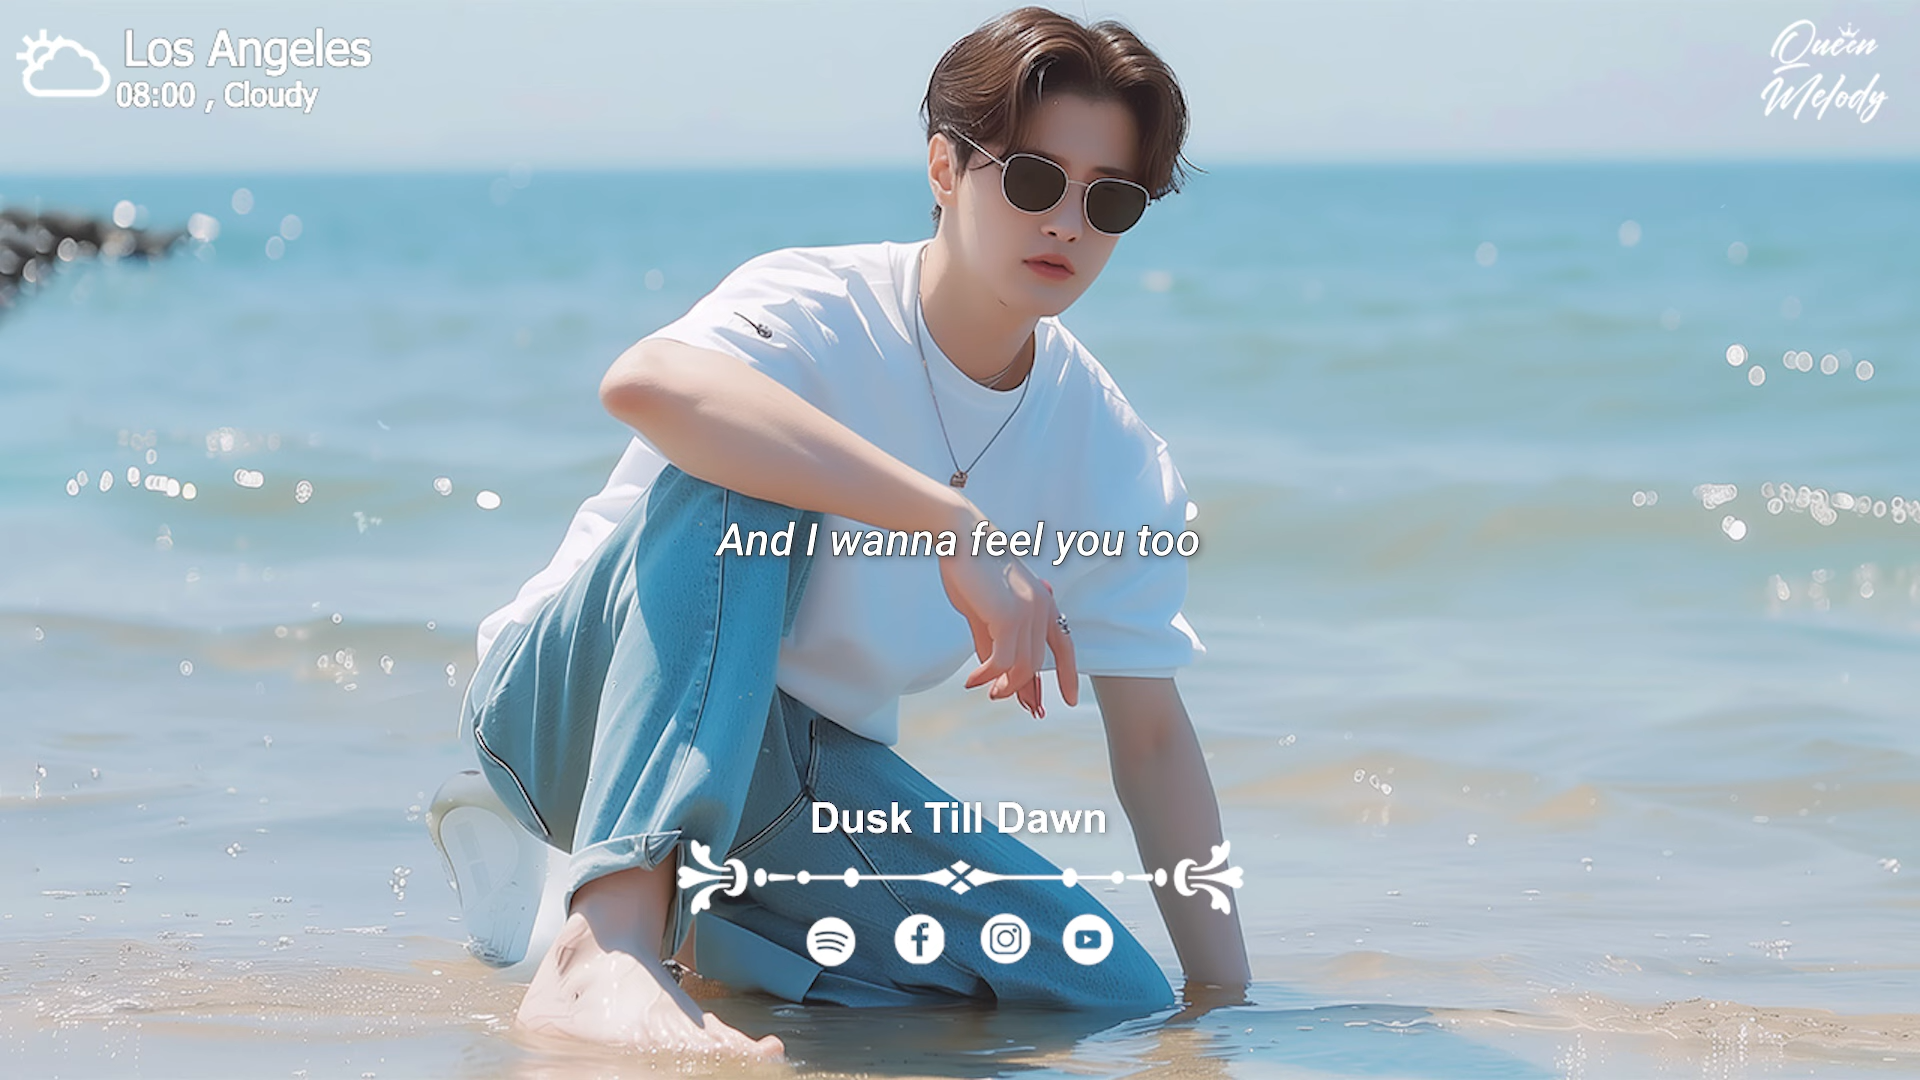 Los Angeles
08:00 , Cloudy
Queen
Melody
And I wanna feel you too
Dusk Till Dawn